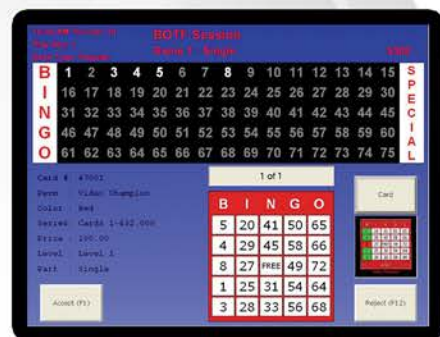 BOTF Session
Game 1 - Single
B 1 2 3 4 5 6 7 8 9 10 11 12 13 14 15
I 16 17 18 19 20 21 22 23 24 25 26 27 28 29 30
N 31 32 33 34 35 36 37 38 39 40 41 42 43 44 45
G 46 47 48 49 50 51 52 53 54 55 56 57 58 59 60
O 61 62 63 64 65 66 67 68 69 70 71 72 73 74 75
SPECIAL
Card # 47002
Perm Video Champion
Color Red
Series Cards 1-432,000
Price 100.00
Level Level 1
Part Single
1 of 1
B I N G O
5 20 41 50 65
4 29 45 58 66
8 27 FREE 49 72
1 25 31 54 64
3 28 33 56 68
Card
Accept (F1)
Reject (F12)